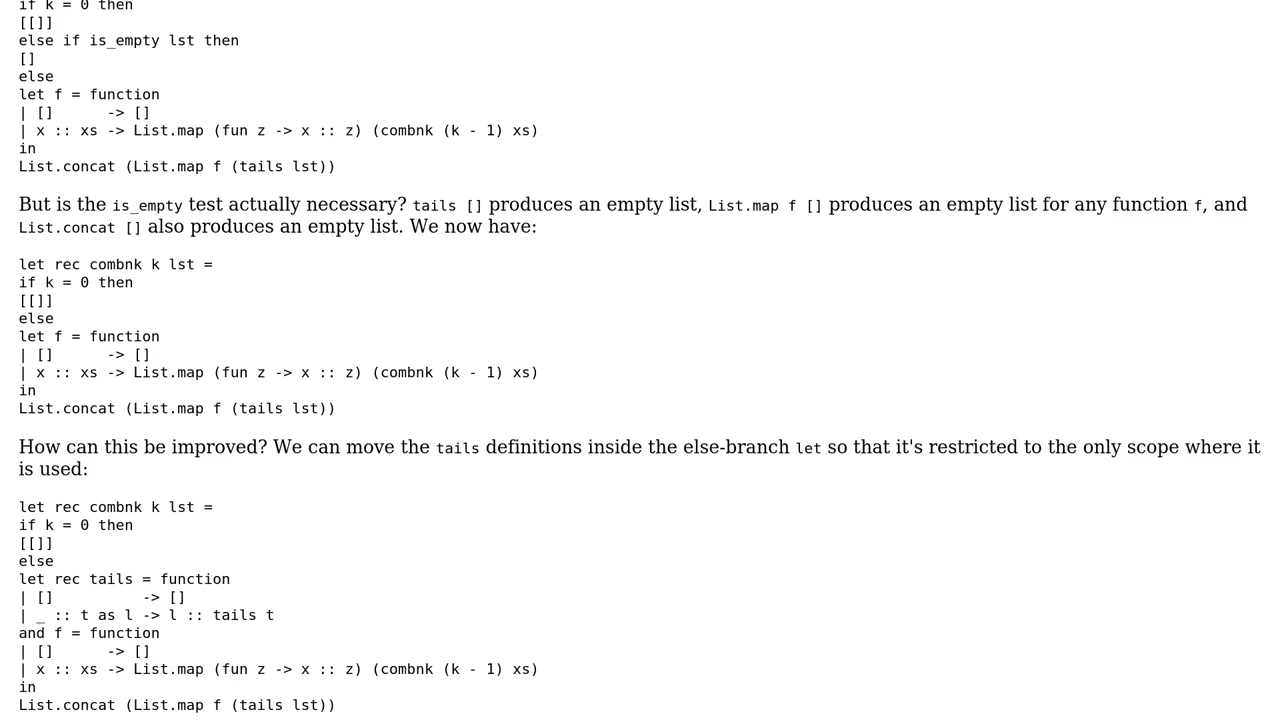 if k = 0 then
[[]]
else if is_empty lst then
[]
else
let f = function
| []      -> []
| x :: xs -> List.map (fun z -> x :: z) (combnk (k - 1) xs)
in
List.concat (List.map f (tails lst))
But is the is_empty test actually necessary? tails [] produces an empty list, List.map f [] produces an empty list for any function f, and
List.concat [] also produces an empty list. We now have:
let rec combnk k lst =
if k = 0 then
[[]]
else
let f = function
| []      -> []
| x :: xs -> List.map (fun z -> x :: z) (combnk (k - 1) xs)
in
List.concat (List.map f (tails lst))
How can this be improved? We can move the tails definitions inside the else-branch let so that it's restricted to the only scope where it
is used:
let rec combnk k lst =
if k = 0 then
[[]]
else
let rec tails = function
| []          -> []
| _ :: t as l -> l :: tails t
and f = function
| []      -> []
| x :: xs -> List.map (fun z -> x :: z) (combnk (k - 1) xs)
in
List.concat (List.map f (tails lst))